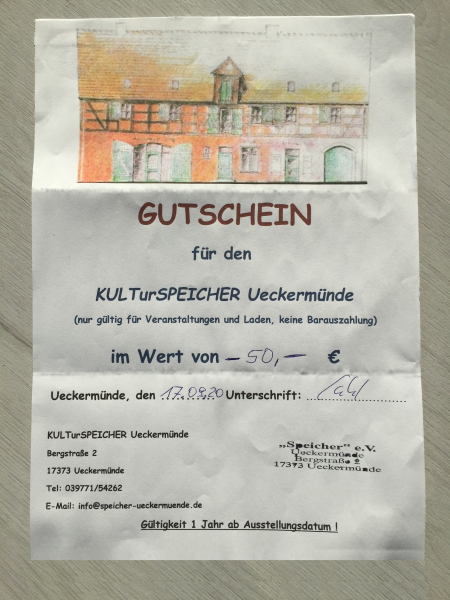 GUTSCHEIN
für den
KULTurSPEICHER Ueckermünde
(nur gültig für Veranstaltungen und Laden, keine Barauszahlung)
im Wert von – 50,– €
Ueckermünde, den 17.09.20 Unterschrift:
KULTurSPEICHER Ueckermünde
Bergstraße 2
17373 Ueckermünde
Tel: 039771/54262
E-Mail: info@speicher-ueckermuende.de
„Speicher" e.V.
Ueckermünde
Bergstraße 2
17373 Ueckermünde
Gültigkeit 1 Jahr ab Ausstellungsdatum !